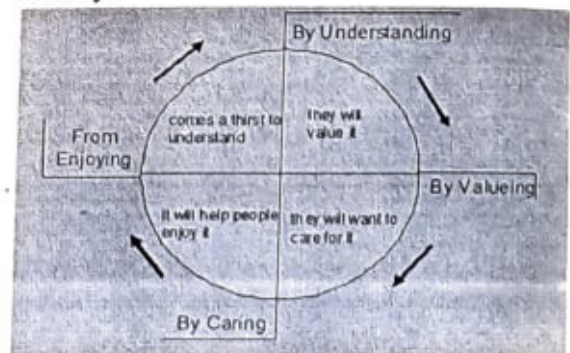 By Understanding
comes a thirst to
understand
they will
value it
From
Enjoying
By Valueing
it will help people
enjoy it
they will want to
care for it
By Caring